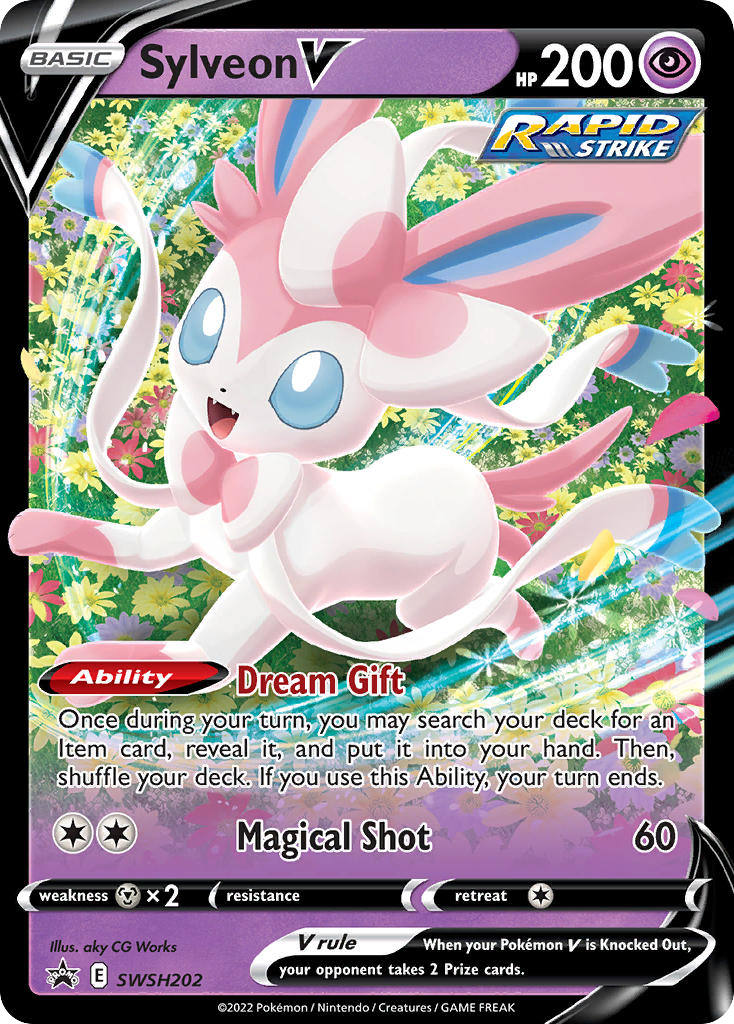 BASIC
Sylveon V
HP 200
RAPID
STRIKE
Ability Dream Gift
Once during your turn, you may search your deck for an
Item card, reveal it, and put it into your hand. Then,
shuffle your deck. If you use this Ability, your turn ends.
Magical Shot 60
weakness ×2 resistance retreat
Illus. aky CG Works
V rule
When your Pokémon V is Knocked Out,
your opponent takes 2 Prize cards.
PROMO E SWSH202
©2022 Pokémon / Nintendo / Creatures / GAME FREAK